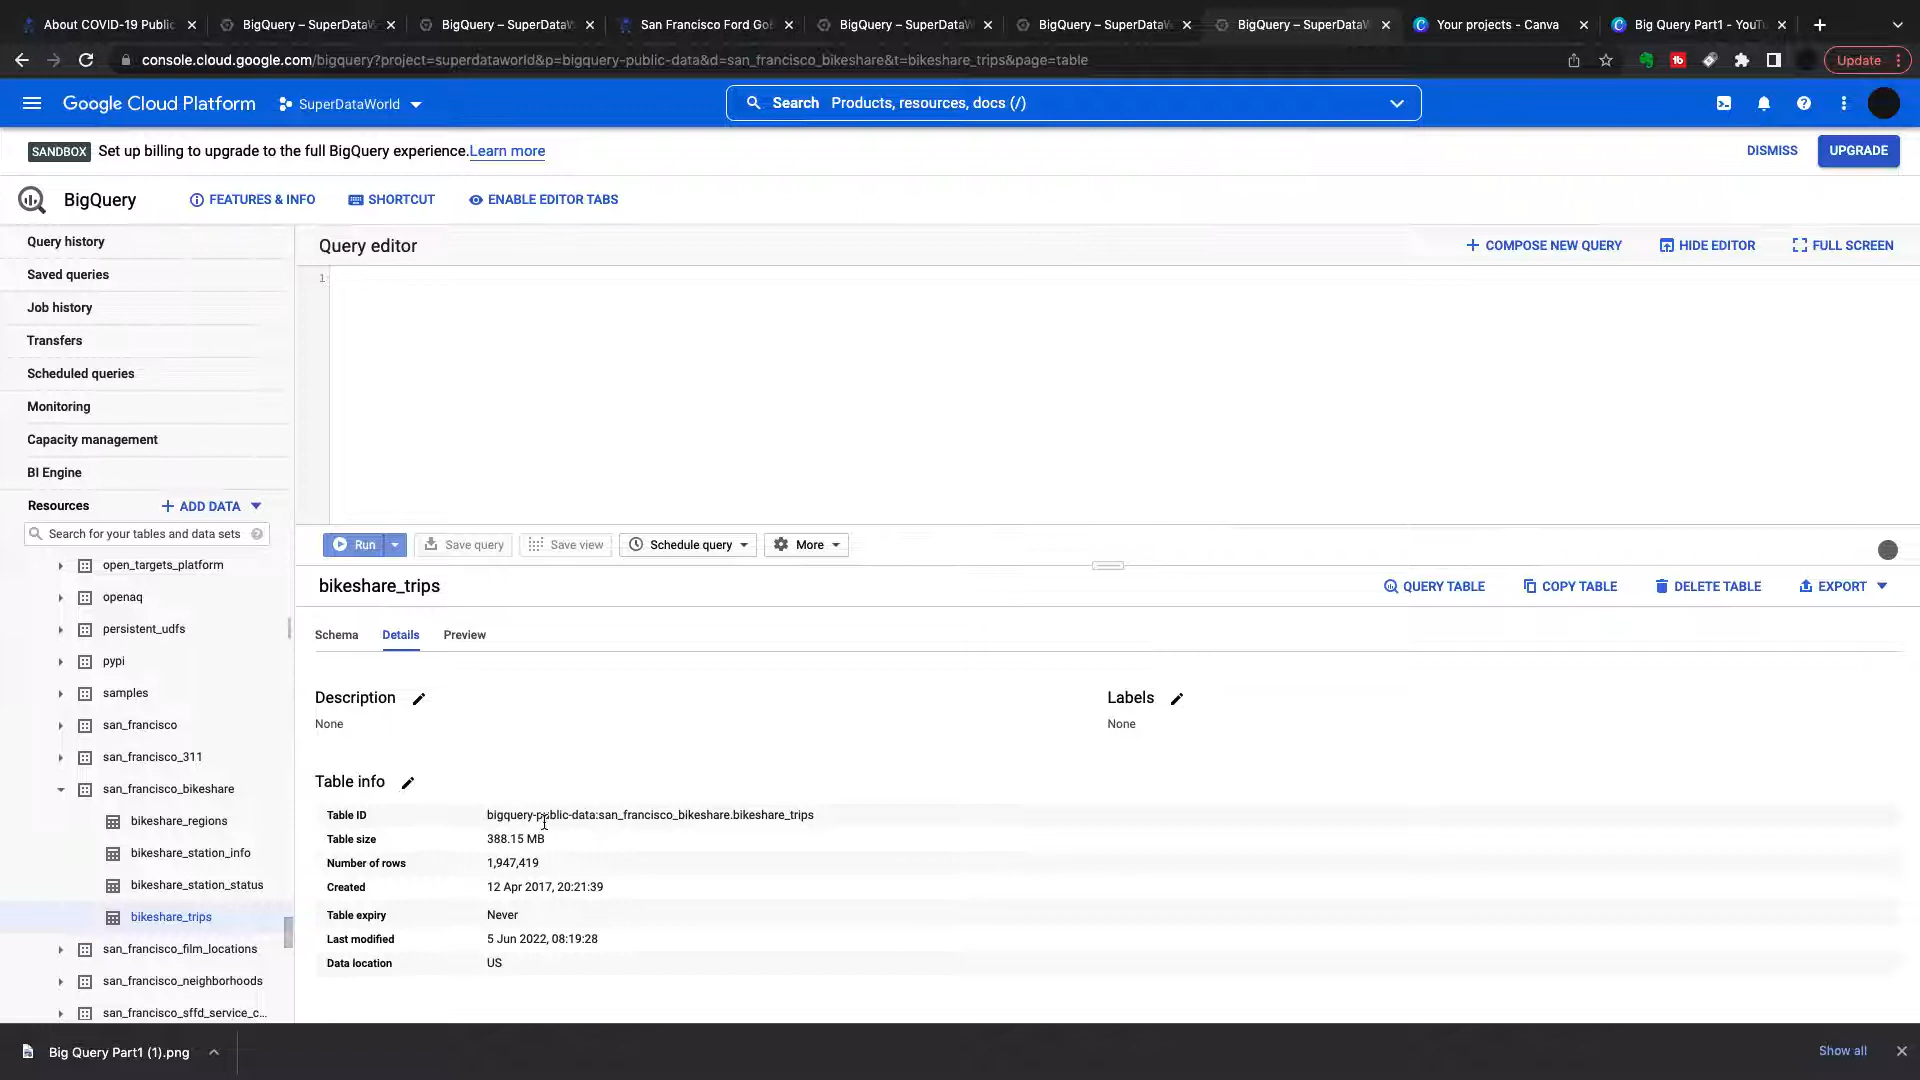 About COVID-19 Public
BigQuery – SuperDataW
BigQuery – SuperDataW
San Francisco Ford GoB
BigQuery – SuperDataW
BigQuery – SuperDataW
BigQuery – SuperDataW
Your projects - Canva
Big Query Part1 - YouTu
console.cloud.google.com/bigquery?project=superdataworld&p=bigquery-public-data&d=san_francisco_bikeshare&t=bikeshare_trips&page=table
Update
Google Cloud Platform
SuperDataWorld
Search Products, resources, docs (/)
SANDBOX Set up billing to upgrade to the full BigQuery experience. Learn more
DISMISS
UPGRADE
BigQuery
FEATURES & INFO
SHORTCUT
ENABLE EDITOR TABS
Query history
Saved queries
Job history
Transfers
Scheduled queries
Monitoring
Capacity management
BI Engine
Resources
ADD DATA
Search for your tables and data sets
open_targets_platform
openaq
persistent_udfs
pypi
samples
san_francisco
san_francisco_311
san_francisco_bikeshare
bikeshare_regions
bikeshare_station_info
bikeshare_station_status
bikeshare_trips
san_francisco_film_locations
san_francisco_neighborhoods
san_francisco_sffd_service_c...
Query editor
COMPOSE NEW QUERY
HIDE EDITOR
FULL SCREEN
1
Run
Save query
Save view
Schedule query
More
bikeshare_trips
QUERY TABLE
COPY TABLE
DELETE TABLE
EXPORT
Schema
Details
Preview
Description
None
Labels
None
Table info
Table ID bigquery-public-data:san_francisco_bikeshare.bikeshare_trips
Table size 388.15 MB
Number of rows 1,947,419
Created 12 Apr 2017, 20:21:39
Table expiry Never
Last modified 5 Jun 2022, 08:19:28
Data location US
Big Query Part1 (1).png
Show all